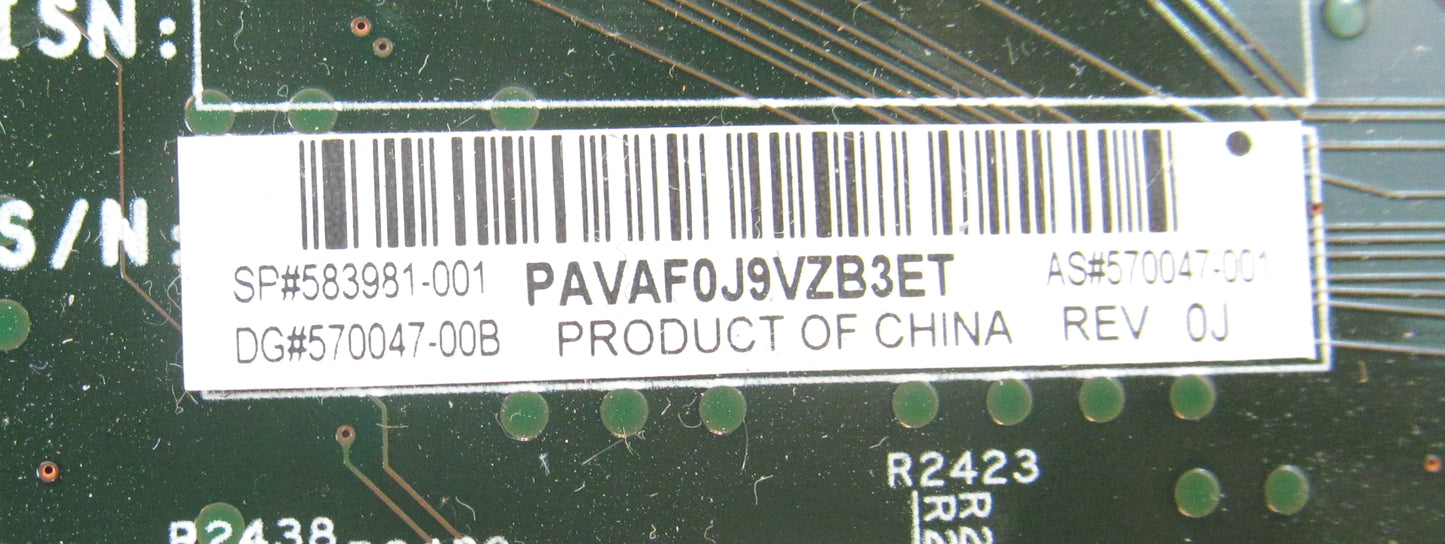 ISN:
S/N:
SP#583981-001 PAVAF0J9VZB3ET AS#570047-001
DG#570047-00B PRODUCT OF CHINA REV 0J
R2423
R2438